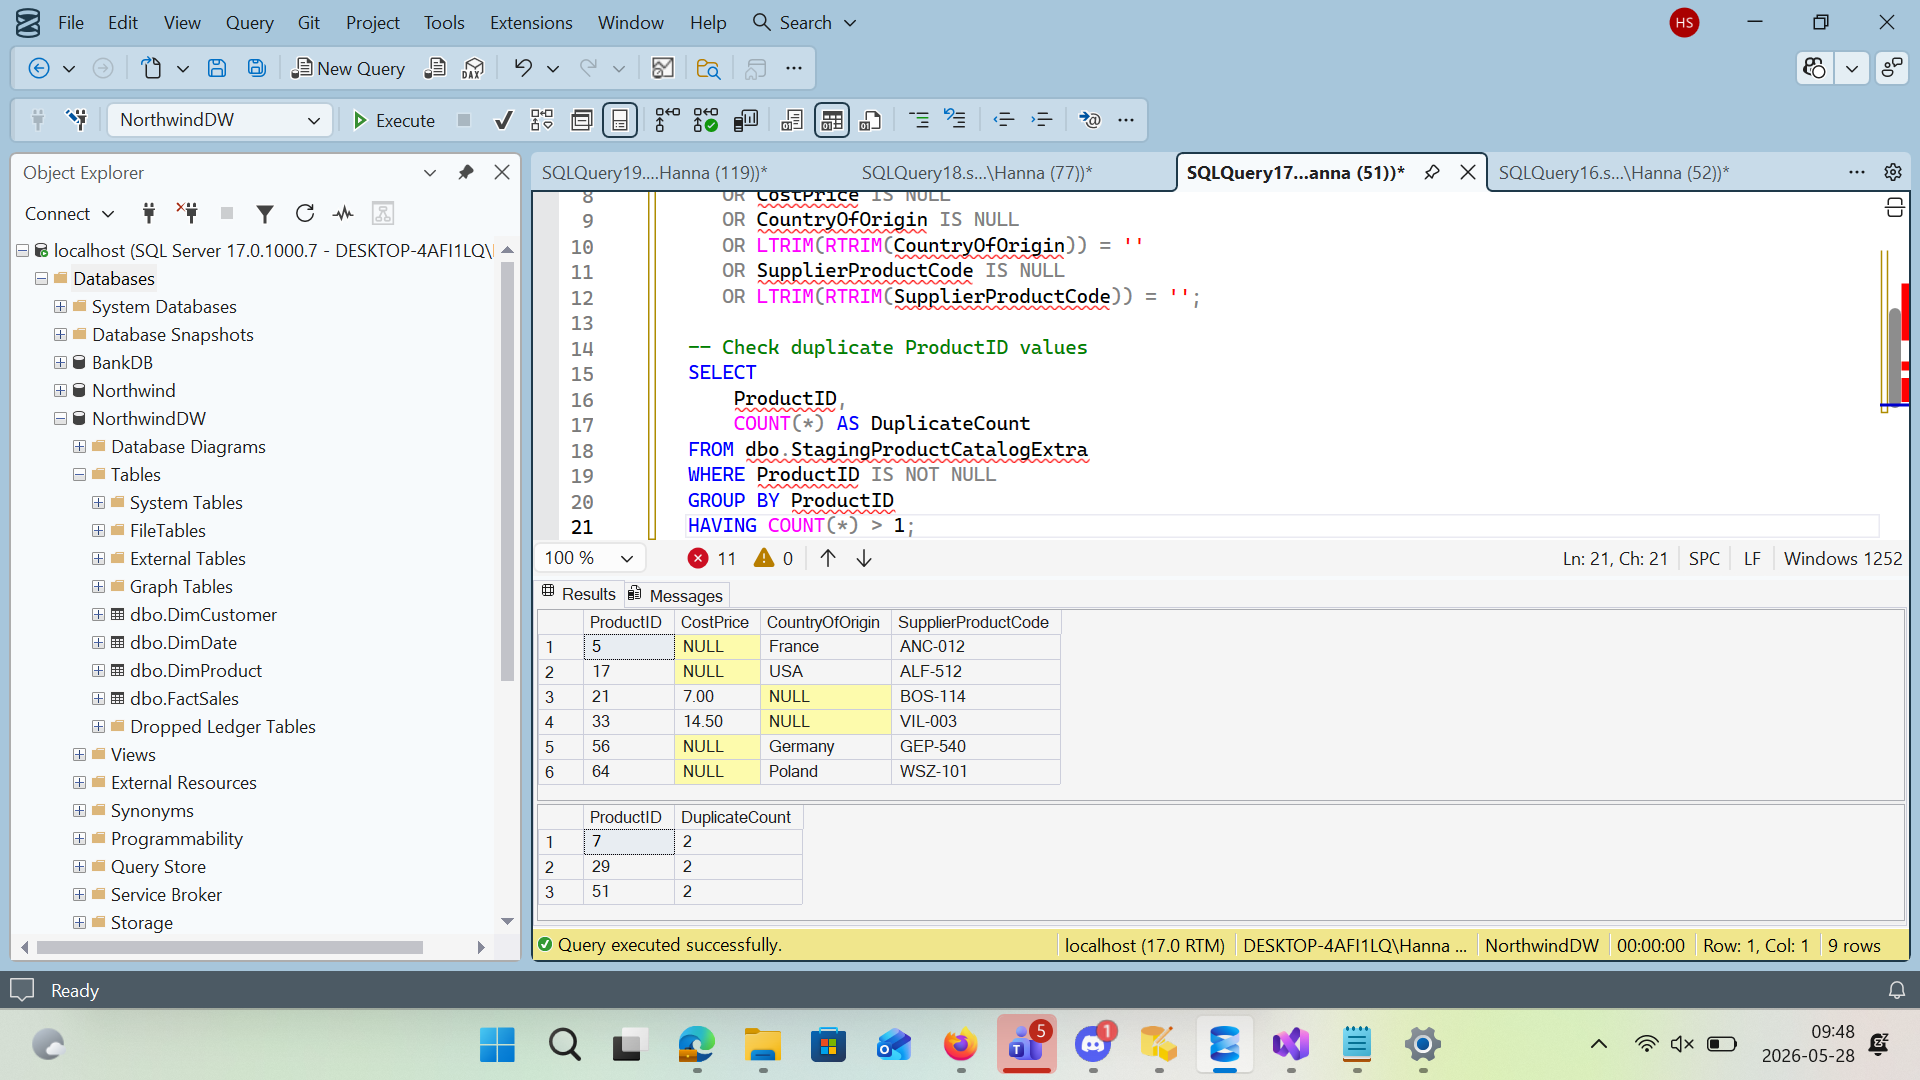 File Edit View Query Git Project Tools Extensions Window Help Search HS
New Query DAX
NorthwindDW Execute
Object Explorer
Connect
localhost (SQL Server 17.0.1000.7 - DESKTOP-4AFI1LQ\
Databases
System Databases
Database Snapshots
BankDB
Northwind
NorthwindDW
Database Diagrams
Tables
System Tables
FileTables
External Tables
Graph Tables
dbo.DimCustomer
dbo.DimDate
dbo.DimProduct
dbo.FactSales
Dropped Ledger Tables
Views
External Resources
Synonyms
Programmability
Query Store
Service Broker
Storage
SQLQuery19....Hanna (119))* SQLQuery18.s...\Hanna (77))* SQLQuery17...anna (51))* SQLQuery16.s...\Hanna (52))*
8 OR CostPrice IS NULL
9 OR CountryOfOrigin IS NULL
10 OR LTRIM(RTRIM(CountryOfOrigin)) = ''
11 OR SupplierProductCode IS NULL
12 OR LTRIM(RTRIM(SupplierProductCode)) = '';
13
14 -- Check duplicate ProductID values
15 SELECT
16 ProductID,
17 COUNT(*) AS DuplicateCount
18 FROM dbo.StagingProductCatalogExtra
19 WHERE ProductID IS NOT NULL
20 GROUP BY ProductID
21 HAVING COUNT(*) > 1;
100 % 11 0 Ln: 21, Ch: 21 SPC LF Windows 1252
Results Messages
ProductID CostPrice CountryOfOrigin SupplierProductCode
1 5 NULL France ANC-012
2 17 NULL USA ALF-512
3 21 7.00 NULL BOS-114
4 33 14.50 NULL VIL-003
5 56 NULL Germany GEP-540
6 64 NULL Poland WSZ-101
ProductID DuplicateCount
1 7 2
2 29 2
3 51 2
Query executed successfully. localhost (17.0 RTM) DESKTOP-4AFI1LQ\Hanna ... NorthwindDW 00:00:00 Row: 1, Col: 1 9 rows
Ready
5 1
09:48
2026-05-28